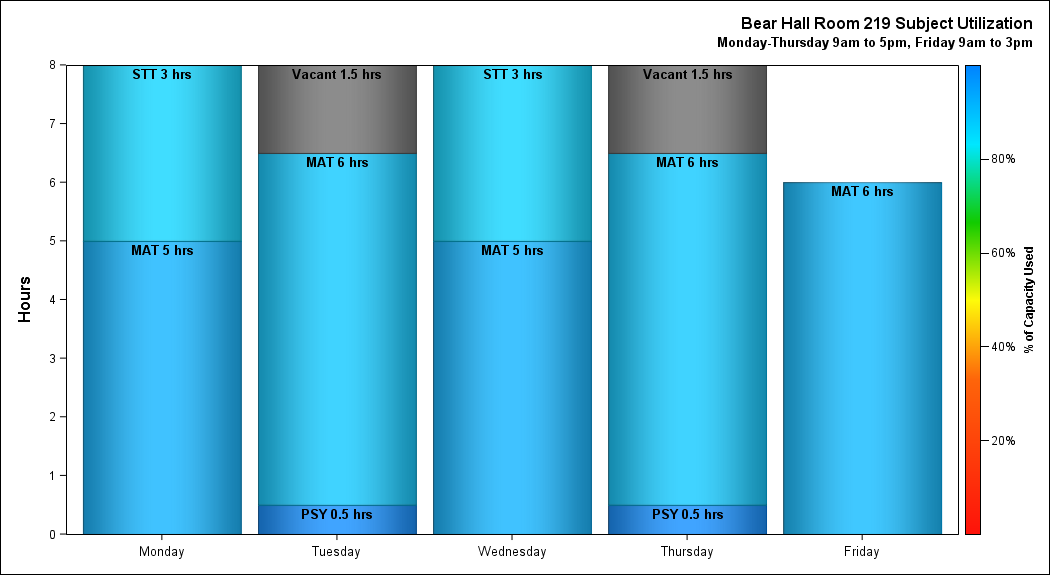 Bear Hall Room 219 Subject Utilization
Monday-Thursday 9am to 5pm, Friday 9am to 3pm
Hours
8
7
6
5
4
3
2
1
0
STT 3 hrs
MAT 5 hrs
Vacant 1.5 hrs
MAT 6 hrs
PSY 0.5 hrs
STT 3 hrs
MAT 5 hrs
Vacant 1.5 hrs
MAT 6 hrs
PSY 0.5 hrs
MAT 6 hrs
Monday Tuesday Wednesday Thursday Friday
80%
60%
40%
20%
% of Capacity Used